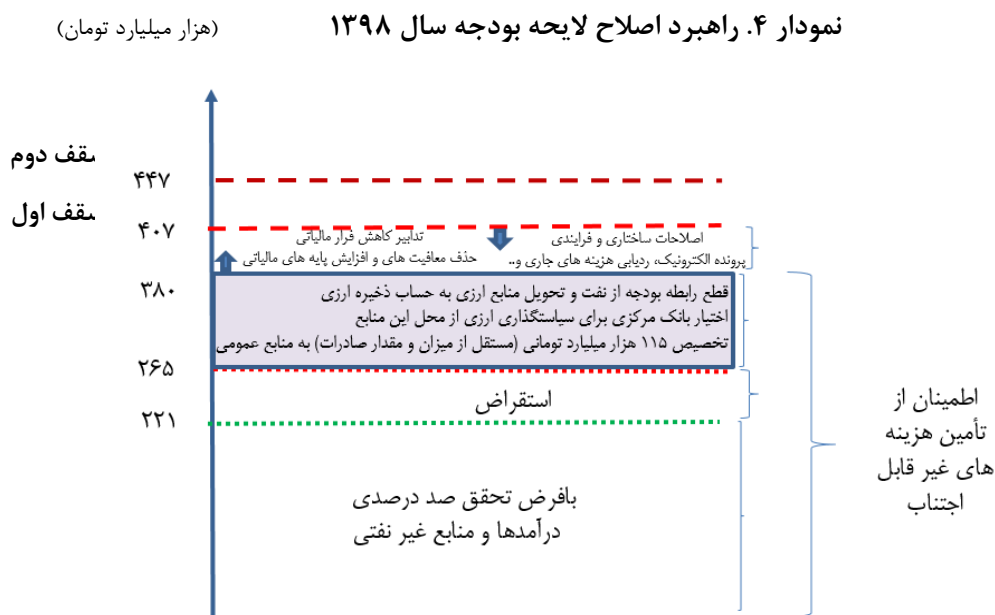 نمودار ۴. راهبرد اصلاح لایحه بودجه سال ۱۳۹۸
(هزار میلیارد تومان)
سقف دوم
۴۴۷
سقف اول
۴۰۷
اصلاحات ساختاری و فرایندی
پرونده الکترونیک، ردیابی هزینه های جاری و..
تدابیر کاهش فرار مالیاتی
حذف معافیت های و افزایش پایه های مالیاتی
۳۸۰
قطع رابطه بودجه از نفت و تحویل منابع ارزی به حساب ذخیره ارزی
اختیار بانک مرکزی برای سیاستگذاری ارزی از محل این منابع
تخصیص ۱۱۵ هزار میلیارد تومانی (مستقل از میزان و مقدار صادرات) به منابع عمومی
۲۶۵
استقراض
۲۲۱
بافرض تحقق صد درصدی
درآمدها و منابع غیر نفتی
اطمینان از
تأمین هزینه
های غیر قابل
اجتناب